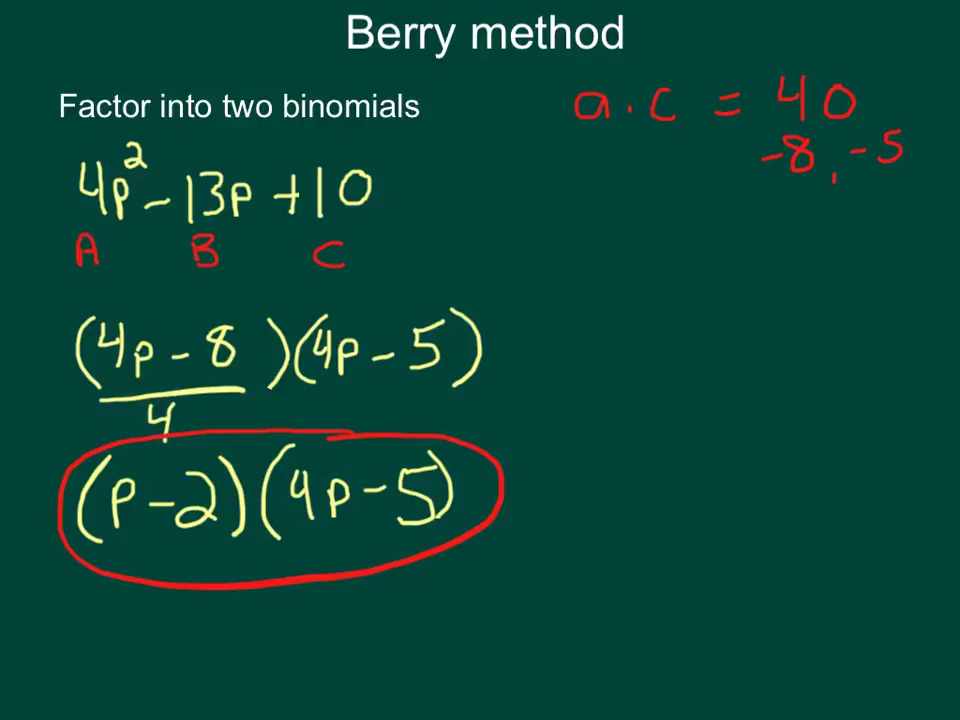 Berry method
Factor into two binomials
a · c = 40
-8, -5
4p² - 13p + 10
A B C
(4p - 8)(4p - 5)
4
(p - 2)(4p - 5)